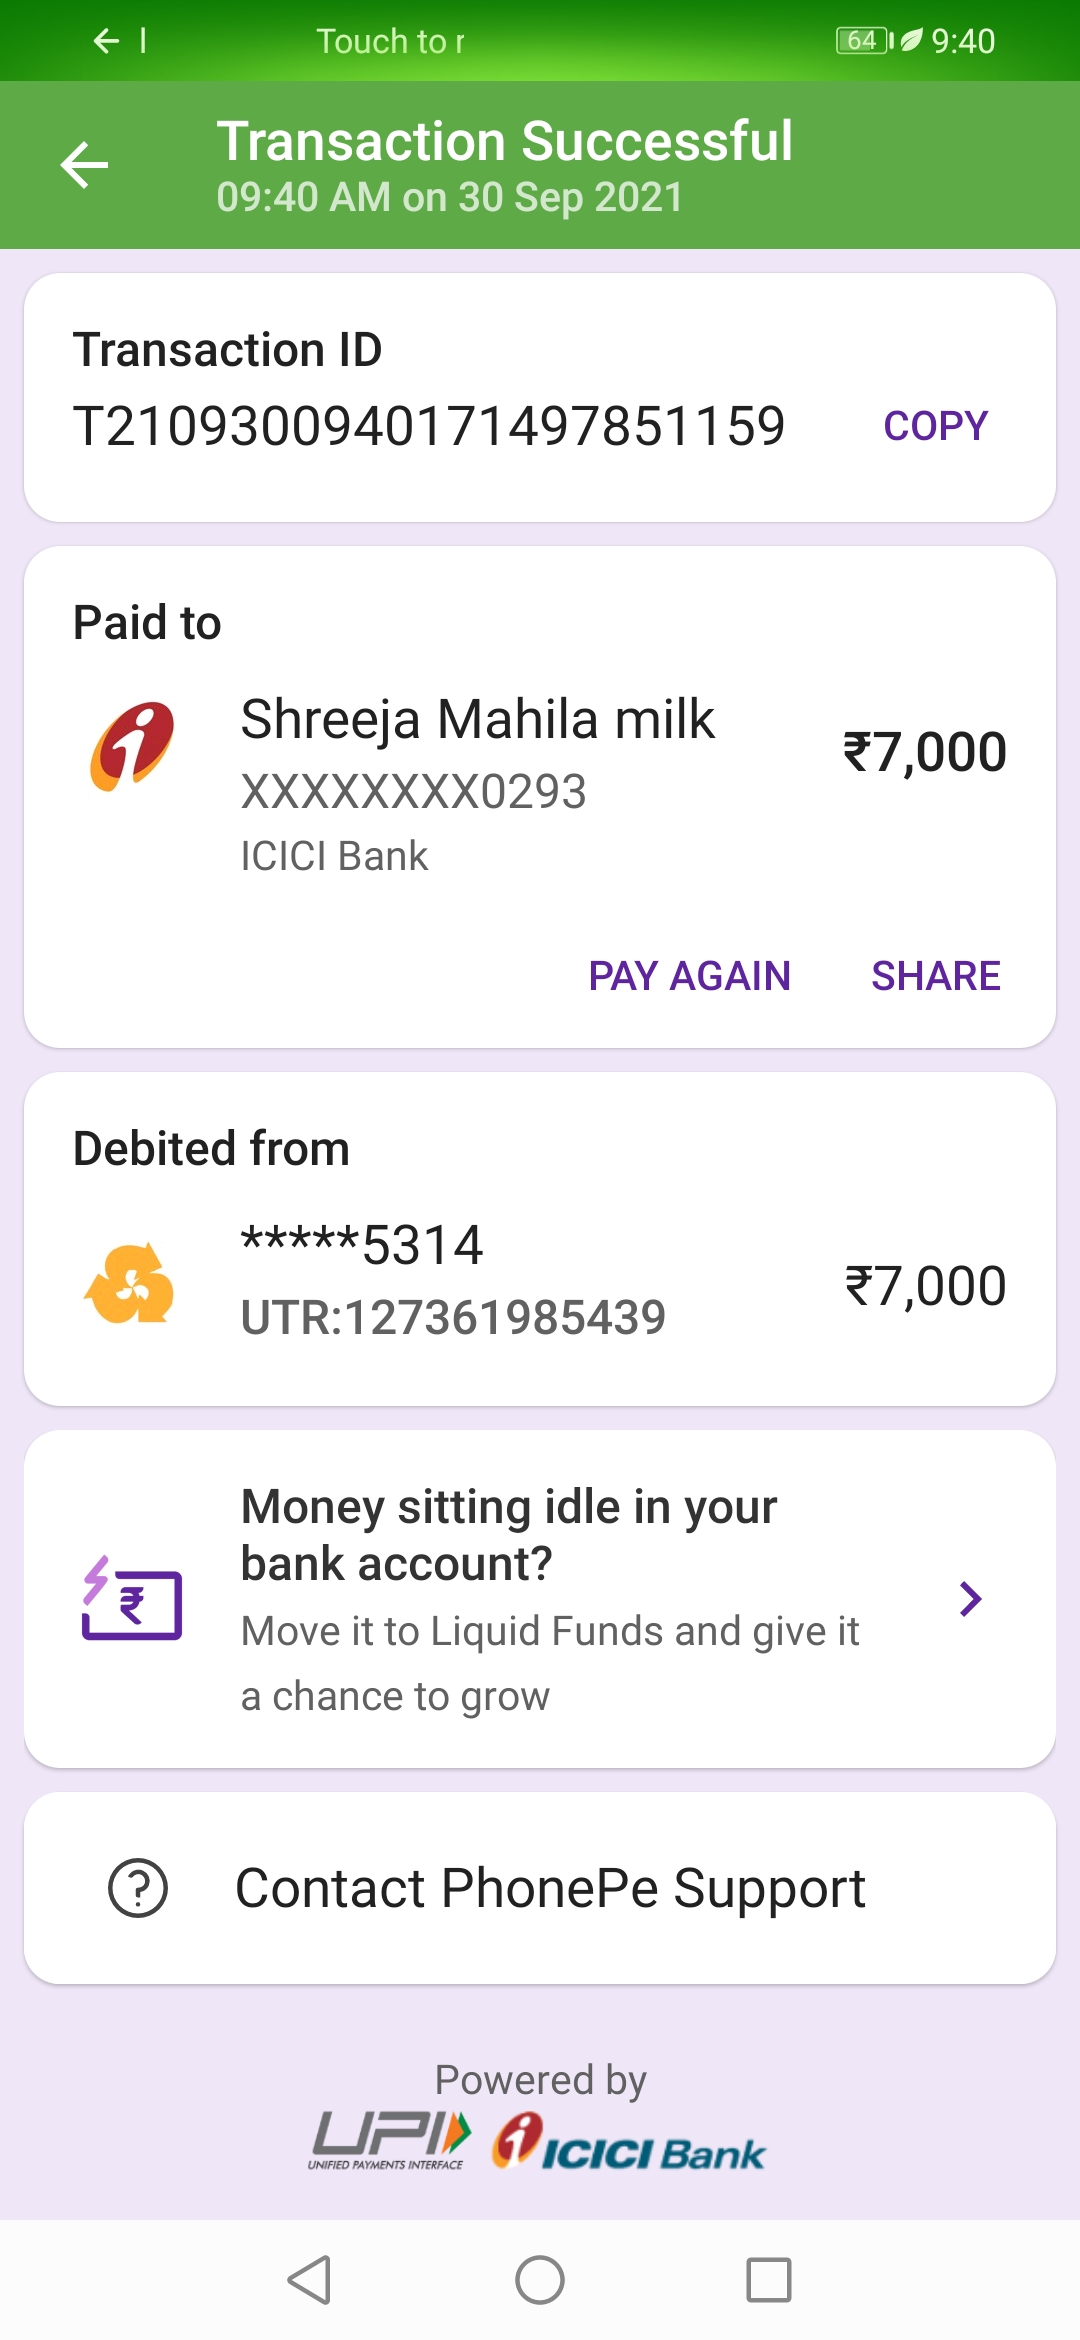 Touch to r
64 9:40
Transaction Successful
09:40 AM on 30 Sep 2021
Transaction ID
T2109300940171497851159 COPY
Paid to
Shreeja Mahila milk
₹7,000
XXXXXXXX0293
ICICI Bank
PAY AGAIN SHARE
Debited from
*****5314
₹7,000
UTR:127361985439
Money sitting idle in your
bank account?
Move it to Liquid Funds and give it
a chance to grow
Contact PhonePe Support
Powered by
UPI ICICI Bank
UNIFIED PAYMENTS INTERFACE